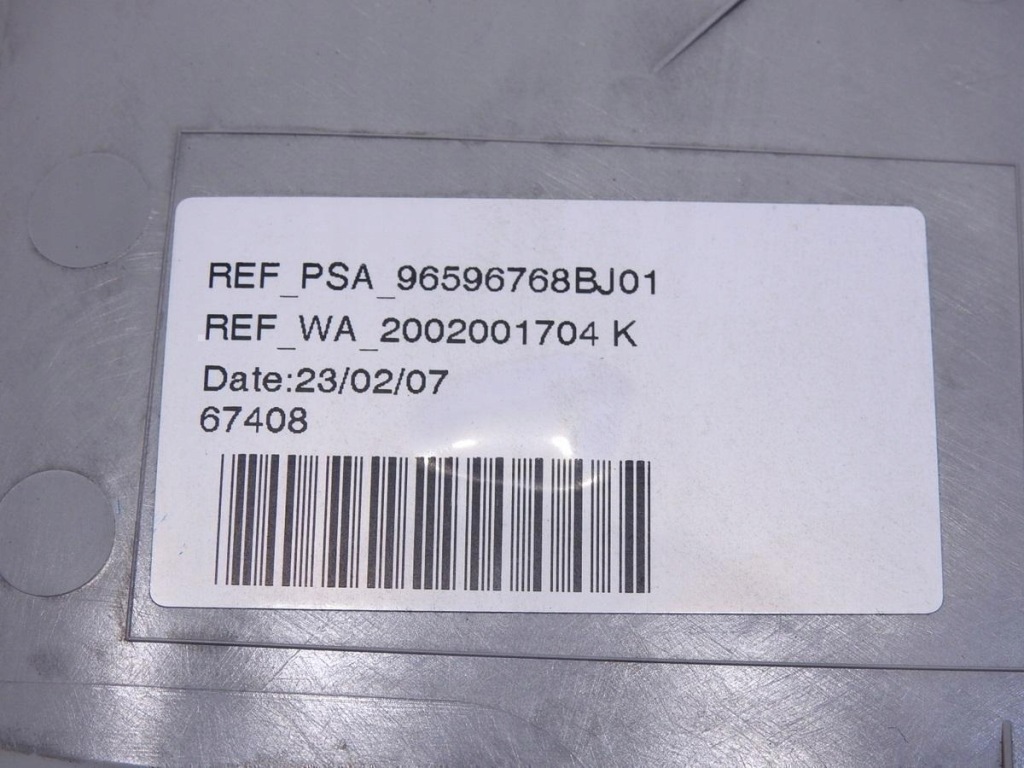 REF_PSA_96596768BJ01
REF_WA_2002001704 K
Date:23/02/07
67408